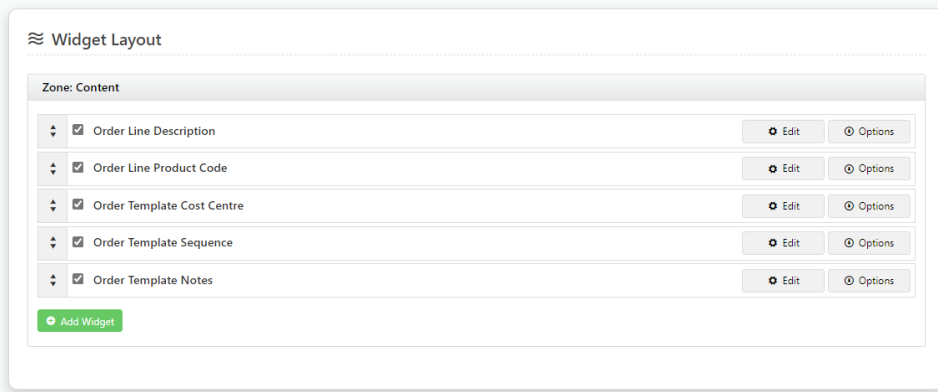 Widget Layout
Zone: Content
Order Line Description Edit Options
Order Line Product Code Edit Options
Order Template Cost Centre Edit Options
Order Template Sequence Edit Options
Order Template Notes Edit Options
Add Widget